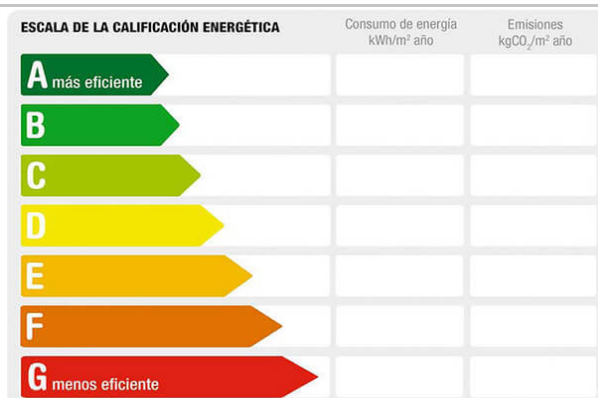 ESCALA DE LA CALIFICACIÓN ENERGÉTICA
Consumo de energía
kWh/m² año
Emisiones
kgCO₂/m² año
A más eficiente
B
C
D
E
F
G menos eficiente